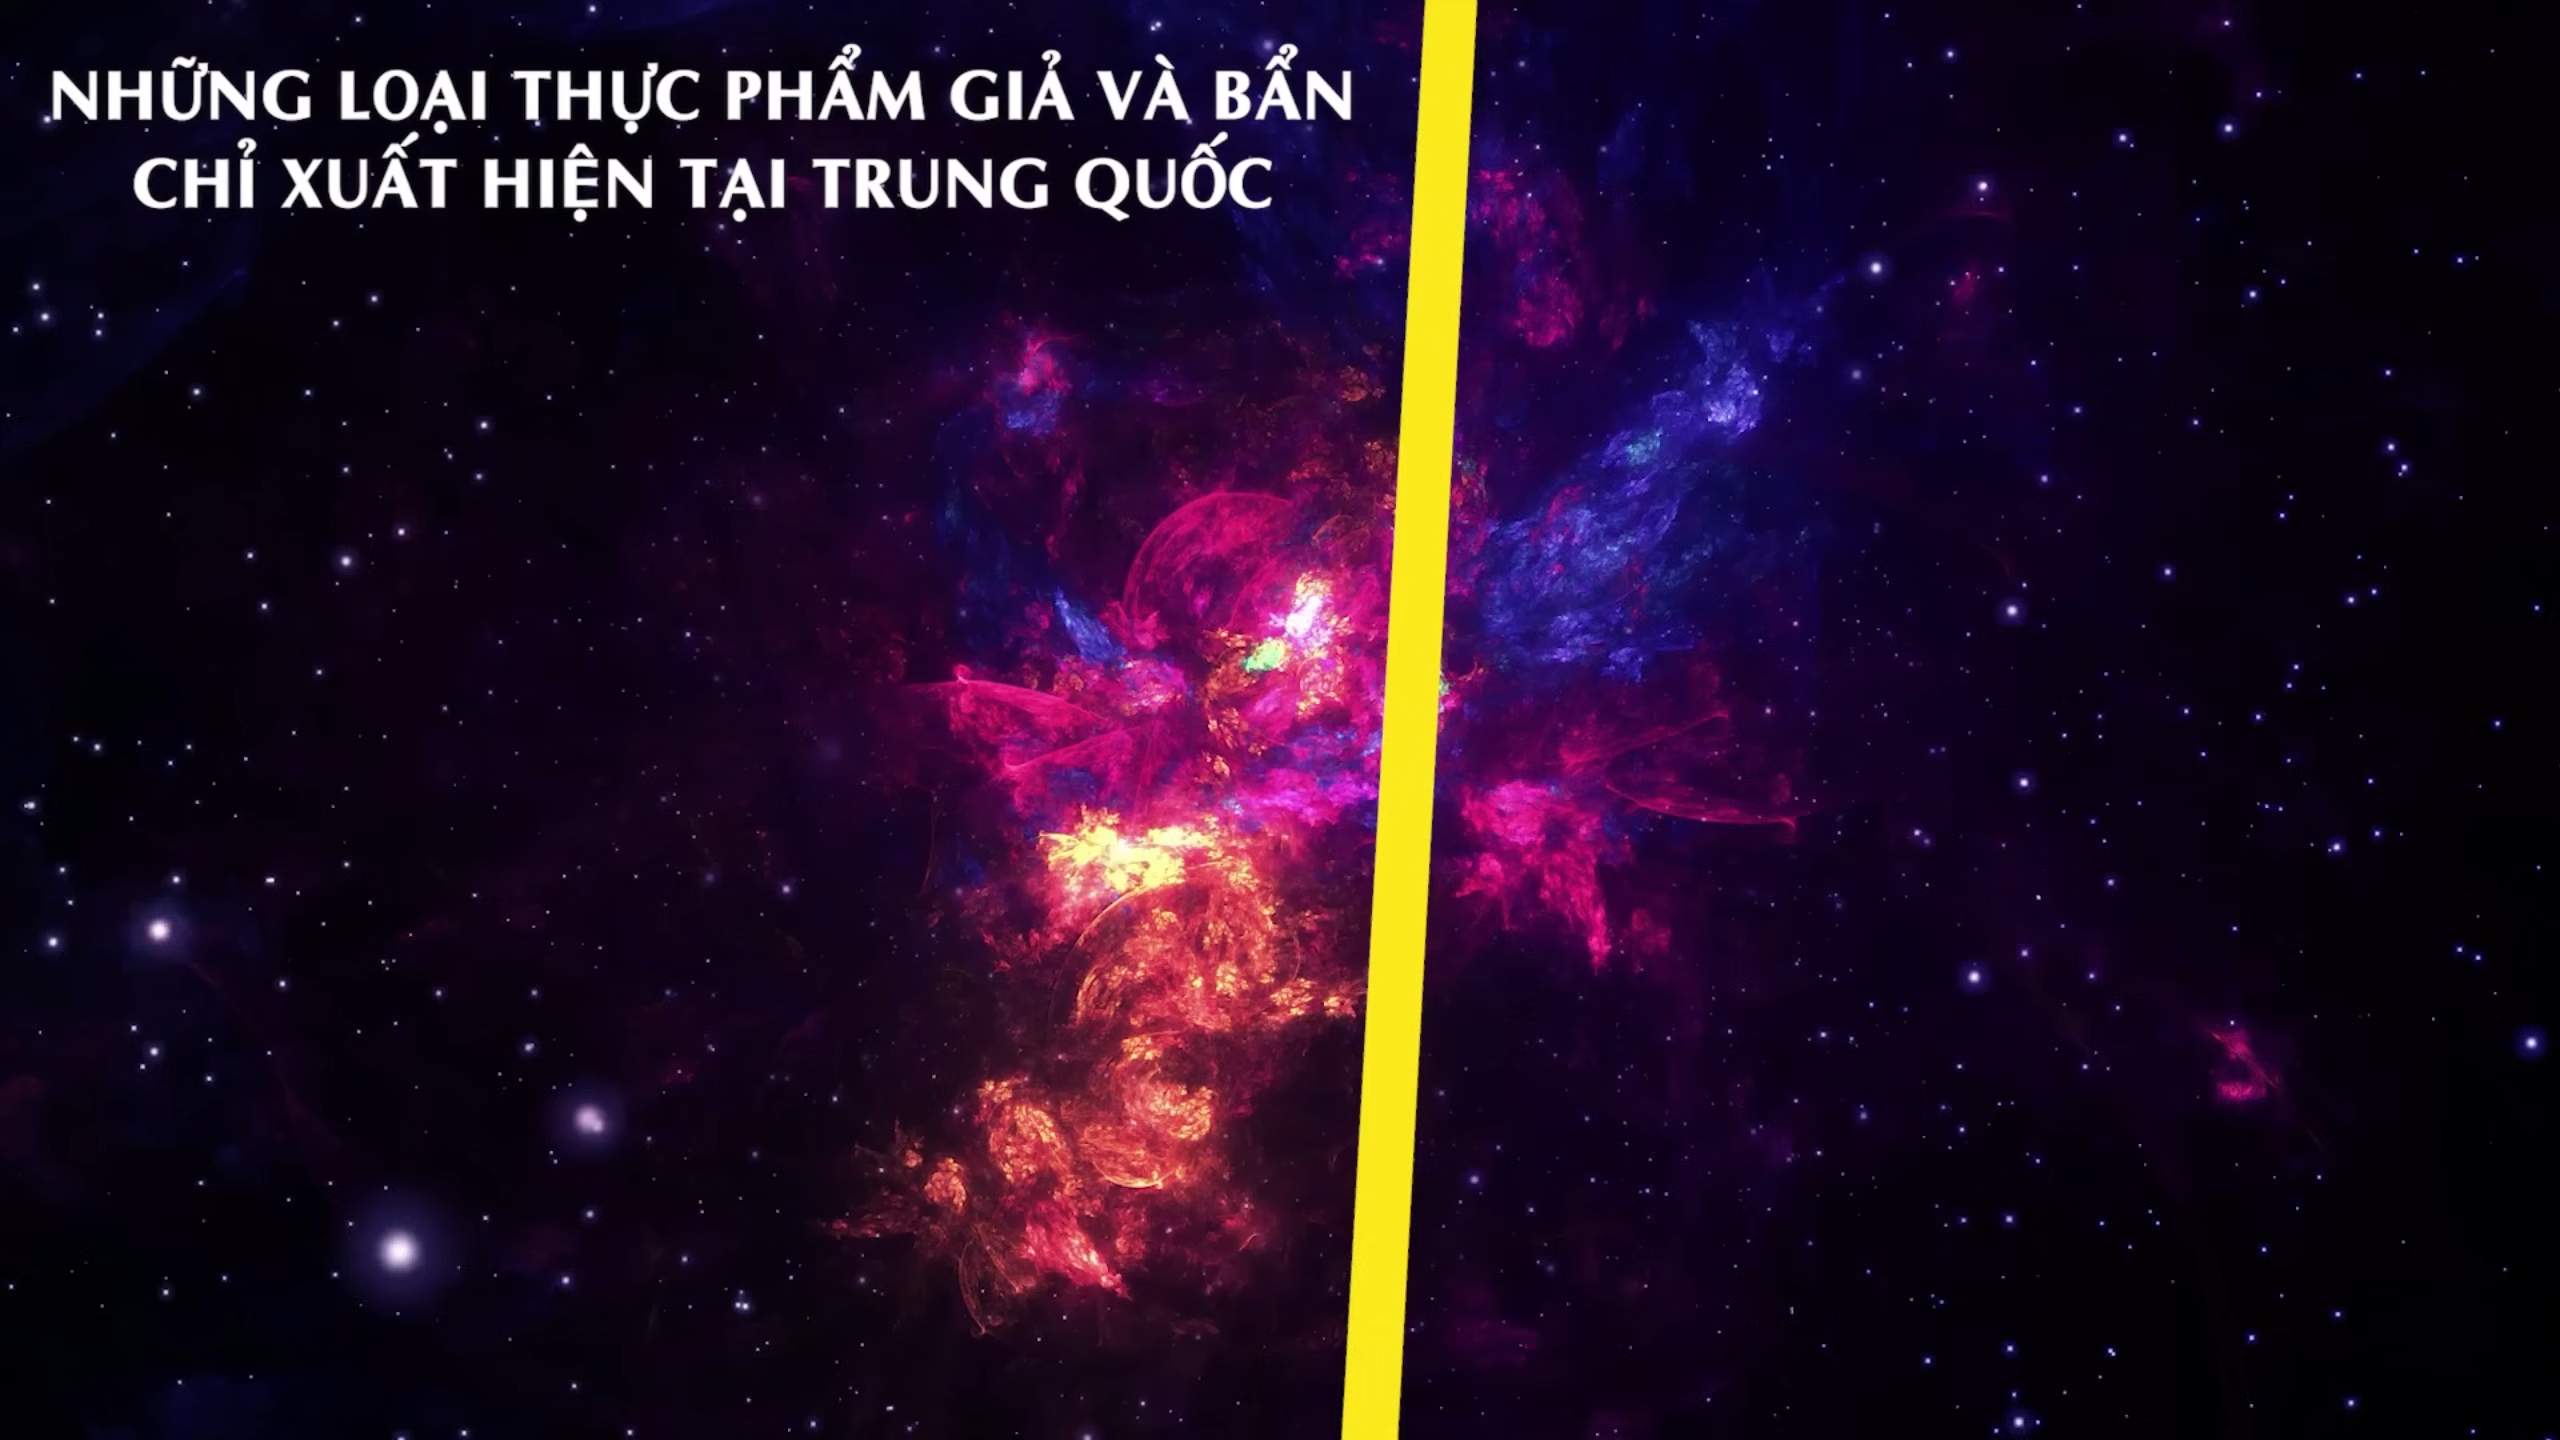 NHỮNG LOẠI THỰC PHẨM GIẢ VÀ BẨN
CHỈ XUẤT HIỆN TẠI TRUNG QUỐC